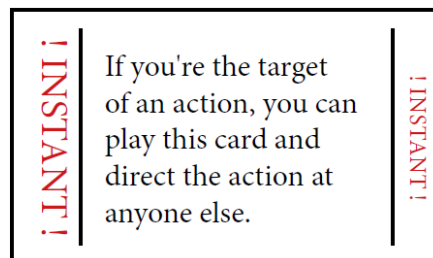 ! INSTANT !
If you're the target
of an action, you can
play this card and
direct the action at
anyone else.
! INSTANT !